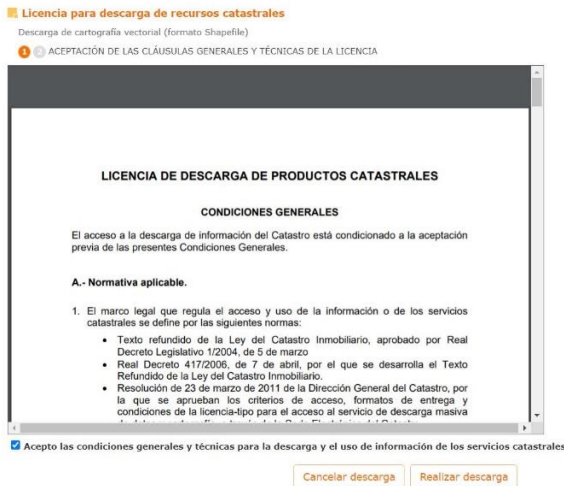 Licencia para descarga de recursos catastrales
Descarga de cartografía vectorial (formato Shapefile)
1 2 ACEPTACIÓN DE LAS CLÁUSULAS GENERALES Y TÉCNICAS DE LA LICENCIA
LICENCIA DE DESCARGA DE PRODUCTOS CATASTRALES
CONDICIONES GENERALES
El acceso a la descarga de información del Catastro está condicionado a la aceptación
previa de las presentes Condiciones Generales.
A.- Normativa aplicable.
1. El marco legal que regula el acceso y uso de la información o de los servicios
catastrales se define por las siguientes normas:
• Texto refundido de la Ley del Catastro Inmobiliario, aprobado por Real
Decreto Legislativo 1/2004, de 5 de marzo
• Real Decreto 417/2006, de 7 de abril, por el que se desarrolla el Texto
Refundido de la Ley del Catastro Inmobiliario.
• Resolución de 23 de marzo de 2011 de la Dirección General del Catastro, por
la que se aprueban los criterios de acceso, formatos de entrega y
condiciones de la licencia-tipo para el acceso al servicio de descarga masiva
Acepto las condiciones generales y técnicas para la descarga y el uso de información de los servicios catastrales
Cancelar descarga Realizar descarga